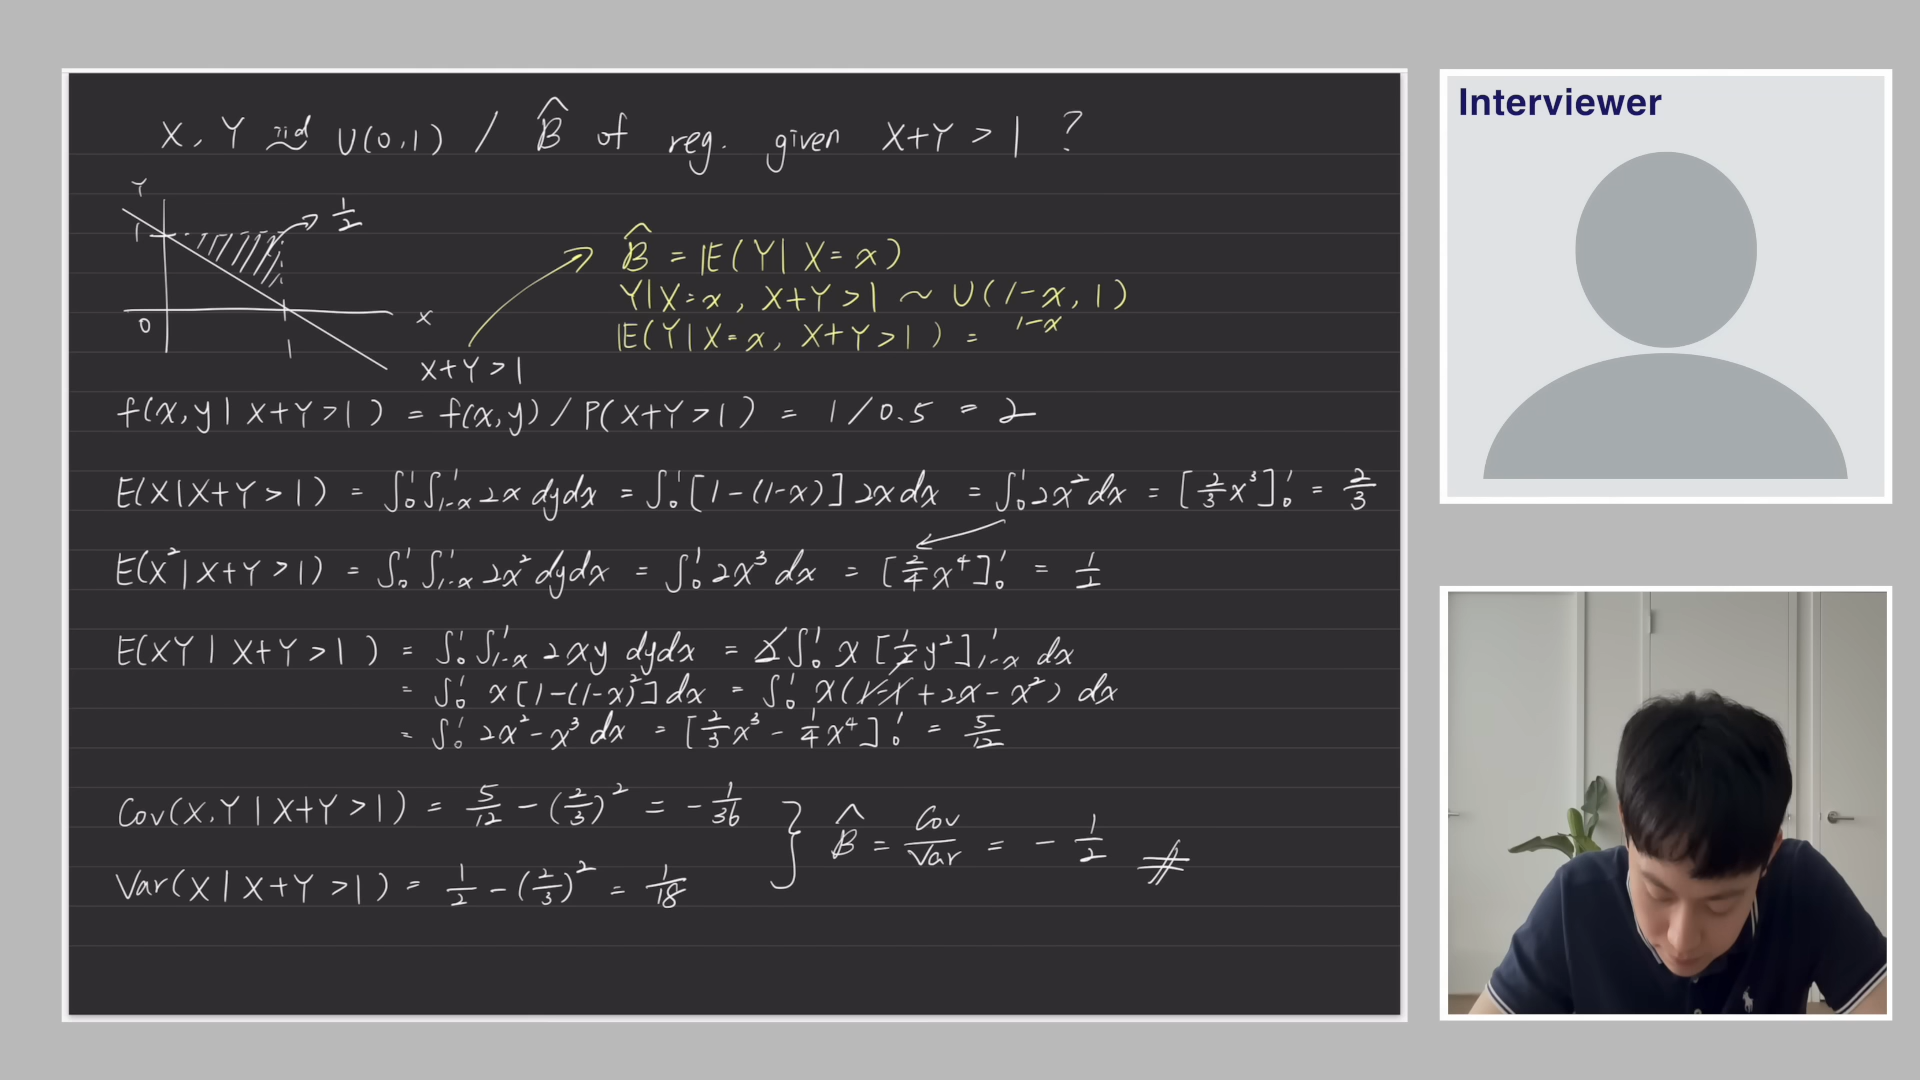 X, Y iid ~ U(0,1) / B̂ of reg. given X+Y > 1 ?
Y
1
1/2
0
1
x
X+Y > 1
B̂ = E(Y | X = x)
Y|X=x, X+Y>1 ~ U(1-x, 1)
E(Y | X=x, X+Y>1) = 1-x
f(x,y | X+Y>1) = f(x,y) / P(X+Y>1) = 1 / 0.5 = 2
E(X|X+Y>1) = ∫₀¹∫₁₋ₓ¹ 2x dydx = ∫₀¹ [1-(1-x)] 2x dx = ∫₀¹ 2x² dx = [2/3 x³]₀¹ = 2/3
E(X²|X+Y>1) = ∫₀¹∫₁₋ₓ¹ 2x² dydx = ∫₀¹ 2x³ dx = [2/4 x⁴]₀¹ = 1/2
E(XY | X+Y>1) = ∫₀¹∫₁₋ₓ¹ 2xy dydx = 2∫₀¹ x [1/2 y²]₁₋ₓ¹ dx
= ∫₀¹ x[1-(1-x)²] dx = ∫₀¹ x(1-1+2x-x²) dx
= ∫₀¹ 2x²-x³ dx = [2/3 x³ - 1/4 x⁴]₀¹ = 5/12
Cov(X,Y | X+Y>1) = 5/12 - (2/3)² = -1/36
Var(X | X+Y>1) = 1/2 - (2/3)² = 1/18
} B̂ = Cov/Var = - 1/2 #
Interviewer